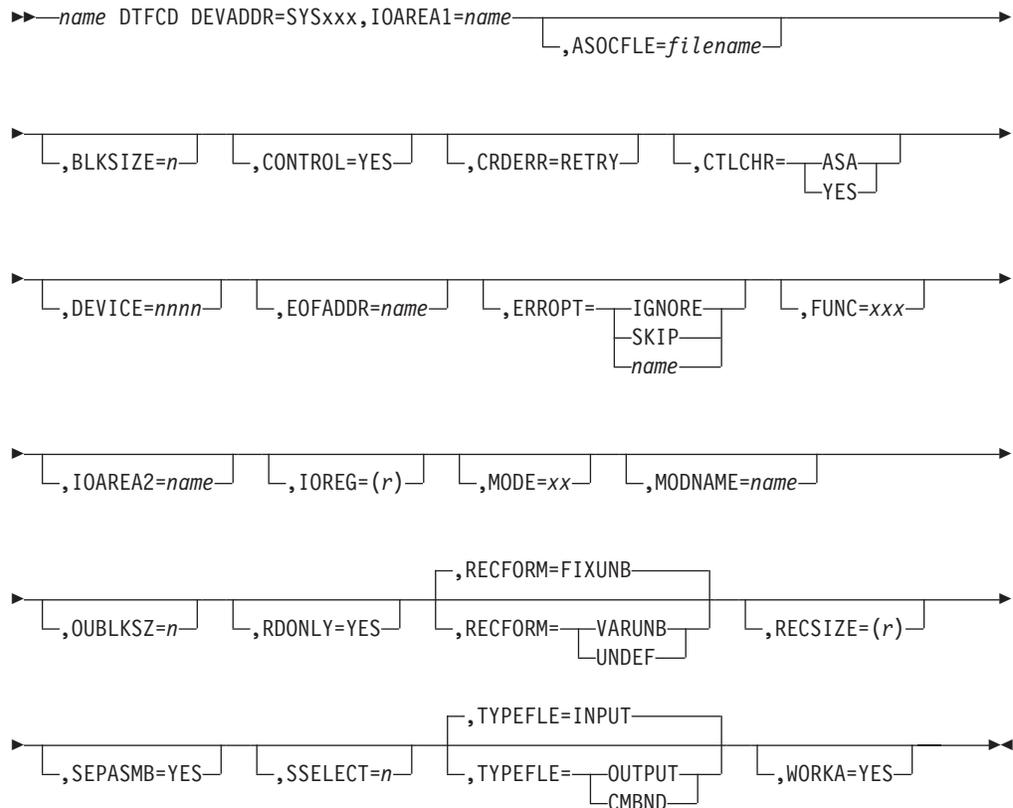 name DTFCD DEVADDR=SYSxxx,IOAREA1=name
,ASOCFLE=filename
,BLKSIZE=n ,CONTROL=YES ,CRDERR=RETRY ,CTLCHR= ASA
YES
,DEVICE=nnnn ,EOFADDR=name ,ERROPT= IGNORE ,FUNC=xxx
SKIP
name
,IOAREA2=name ,IOREG=(r) ,MODE=xx ,MODNAME=name
,RECFORM=FIXUNB
,OUBLKSZ=n ,RDONLY=YES ,RECFORM= VARUNB ,RECSIZE=(r)
UNDEF
,TYPEFLE=INPUT
,SEPASMB=YES ,SSELECT=n ,TYPEFLE= OUTPUT ,WORKA=YES
CMBND